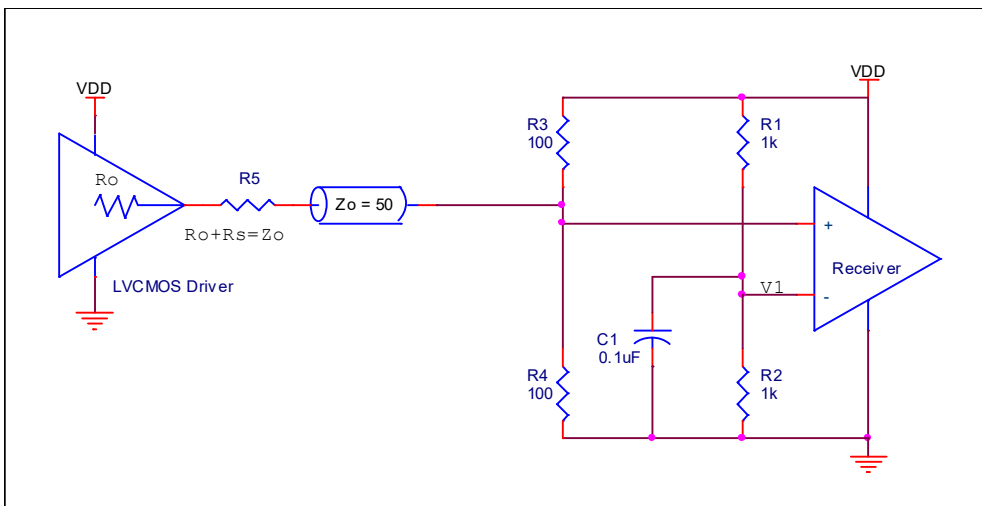 VDD
VDD
R3
100
R1
1k
Ro
R5
Zo = 50
+
Ro+Rs=Zo
Receiver
LVCMOS Driver
V1
-
C1
0.1uF
R4
100
R2
1k